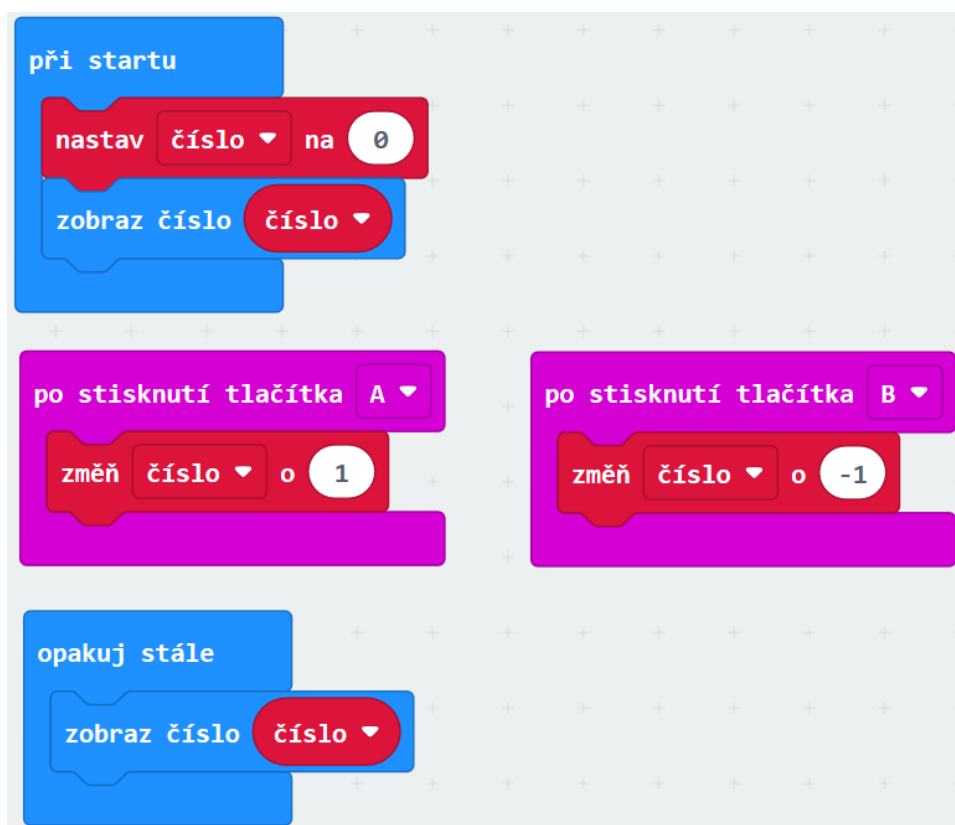 při startu
nastav číslo na 0
zobraz číslo číslo
po stisknutí tlačítka A
změň číslo o 1
po stisknutí tlačítka B
změň číslo o -1
opakuj stále
zobraz číslo číslo